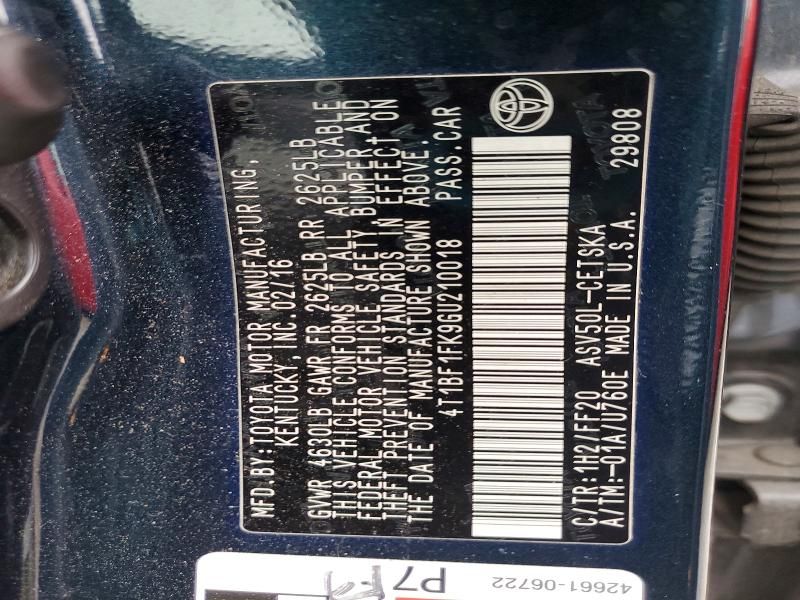 MFD.BY:TOYOTA MOTOR MANUFACTURING,
KENTUCKY, INC.02/16
GVWR 4630LB GAWR FR 2625LB RR 2625LB
THIS VEHICLE CONFORMS TO ALL APPLICABLE
FEDERAL MOTOR VEHICLE SAFETY, BUMPER, AND
THEFT PREVENTION STANDARDS IN EFFECT ON
THE DATE OF MANUFACTURE SHOWN ABOVE.
4T1BF1FK9GU210018 PASS.CAR
C/TR:1H2/FF20 ASV50L-CETSKA
A/TM:-01A/U760E MADE IN U.S.A. 29808
P7
42661-06722